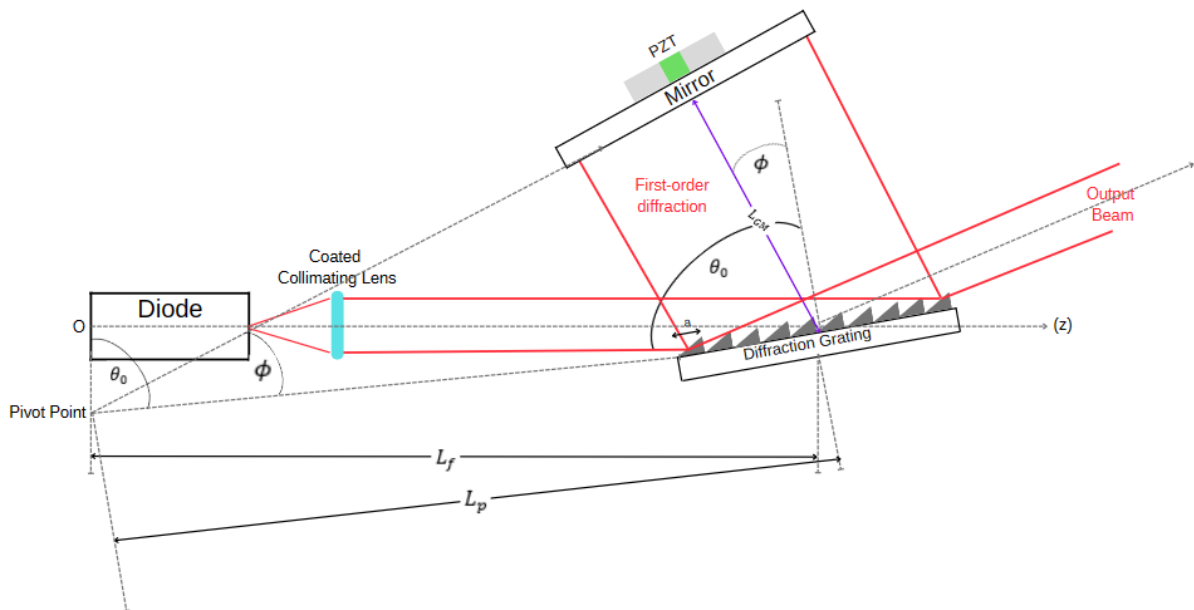 PZT
Mirror
ϕ
First-order
diffraction
L_GM
Output
Beam
Coated
Collimating Lens
θ₀
Diode
O
(z)
a
Diffraction Grating
θ₀
ϕ
Pivot Point
L_f
L_p